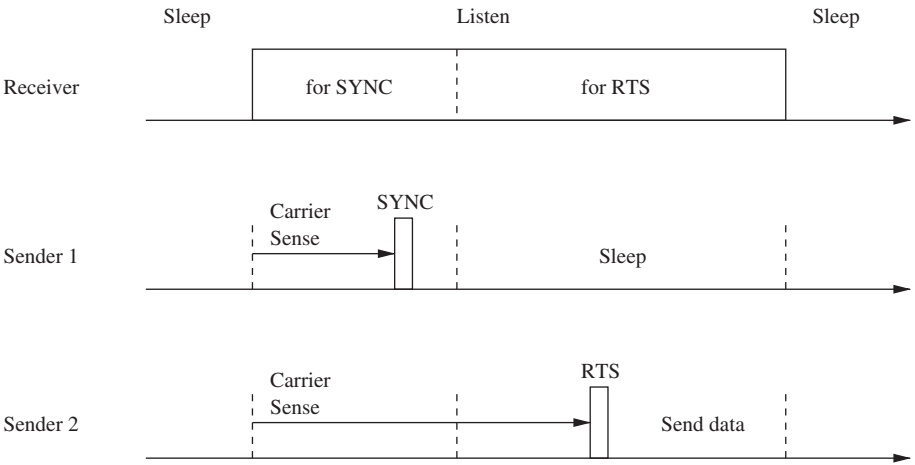 Sleep Listen Sleep
Receiver for SYNC for RTS
SYNC
Carrier
Sense
Sender 1 Sleep
RTS
Carrier
Sense
Sender 2 Send data